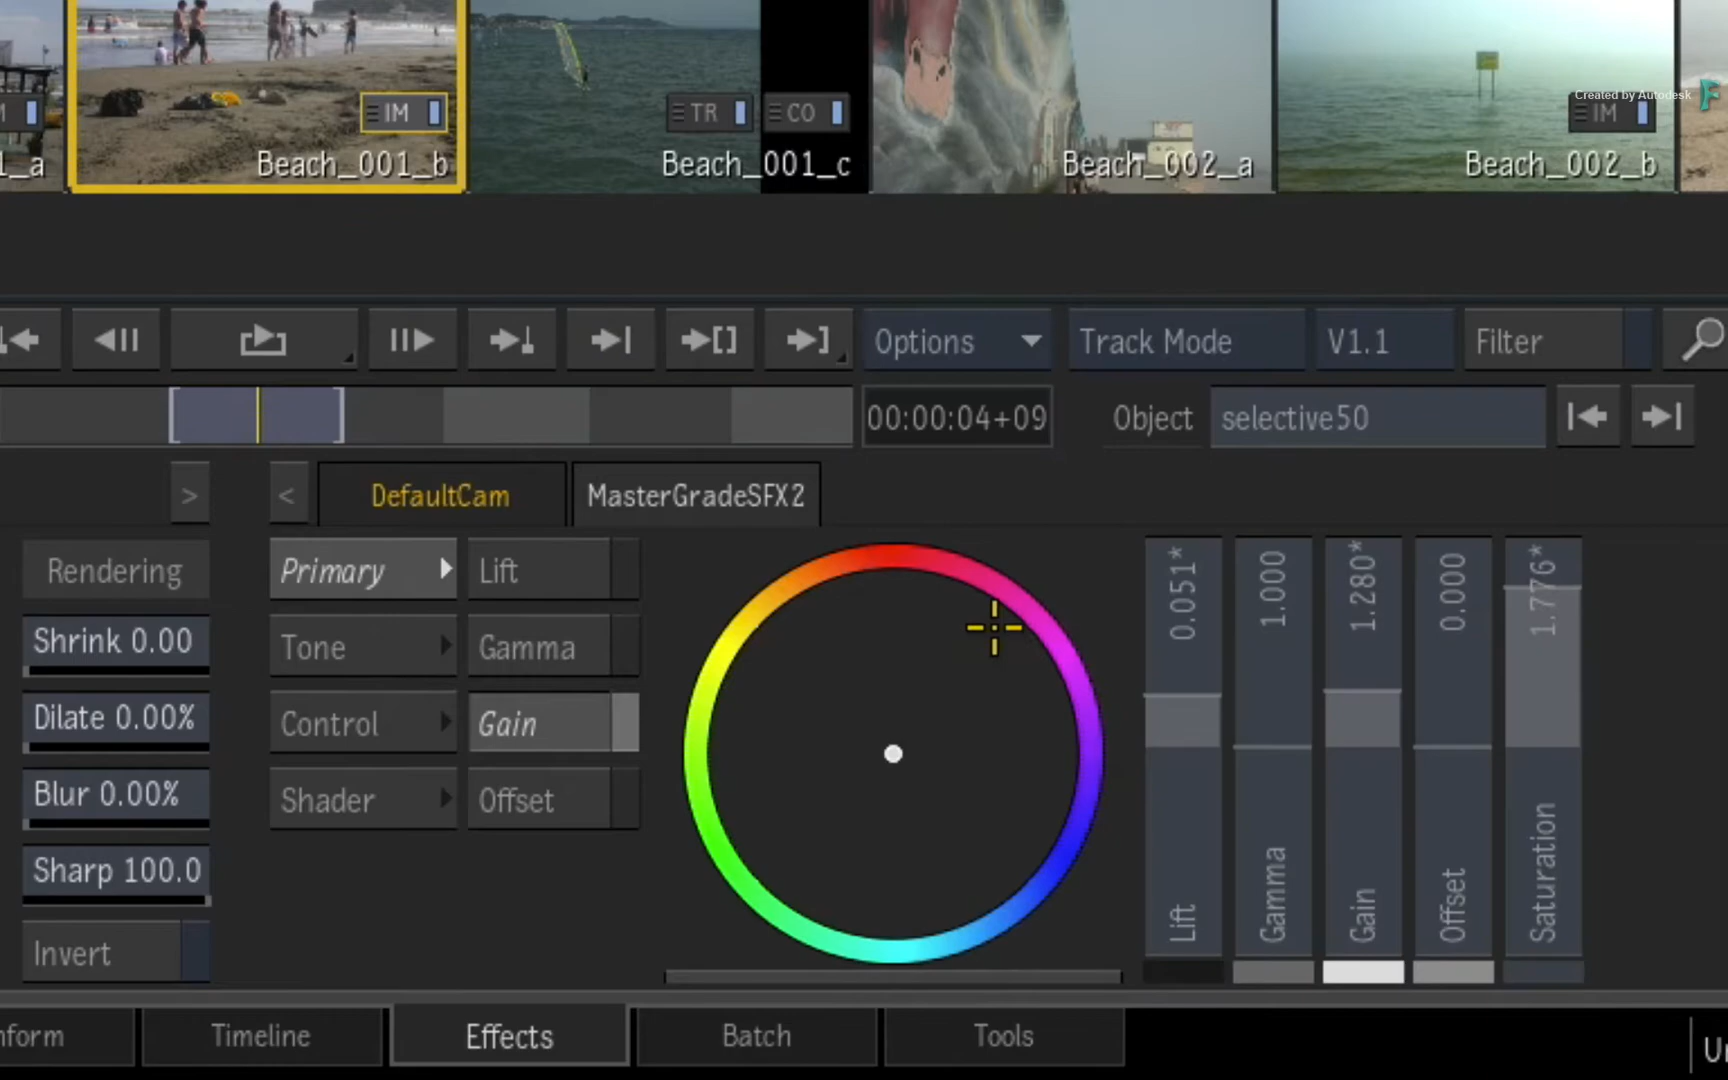 1_a
IM
Beach_001_b
TR
CO
Beach_001_c
Beach_002_a
Created by Autodesk
IM
Beach_002_b
Options
Track Mode
V1.1
Filter
00:00:04+09
Object
selective50
>
<
DefaultCam
MasterGradeSFX2
Rendering
Shrink 0.00
Dilate 0.00%
Blur 0.00%
Sharp 100.0
Invert
Primary
Tone
Control
Shader
Lift
Gamma
Gain
Offset
0.051*
Lift
1.000
Gamma
1.280*
Gain
0.000
Offset
1.776*
Saturation
nform
Timeline
Effects
Batch
Tools